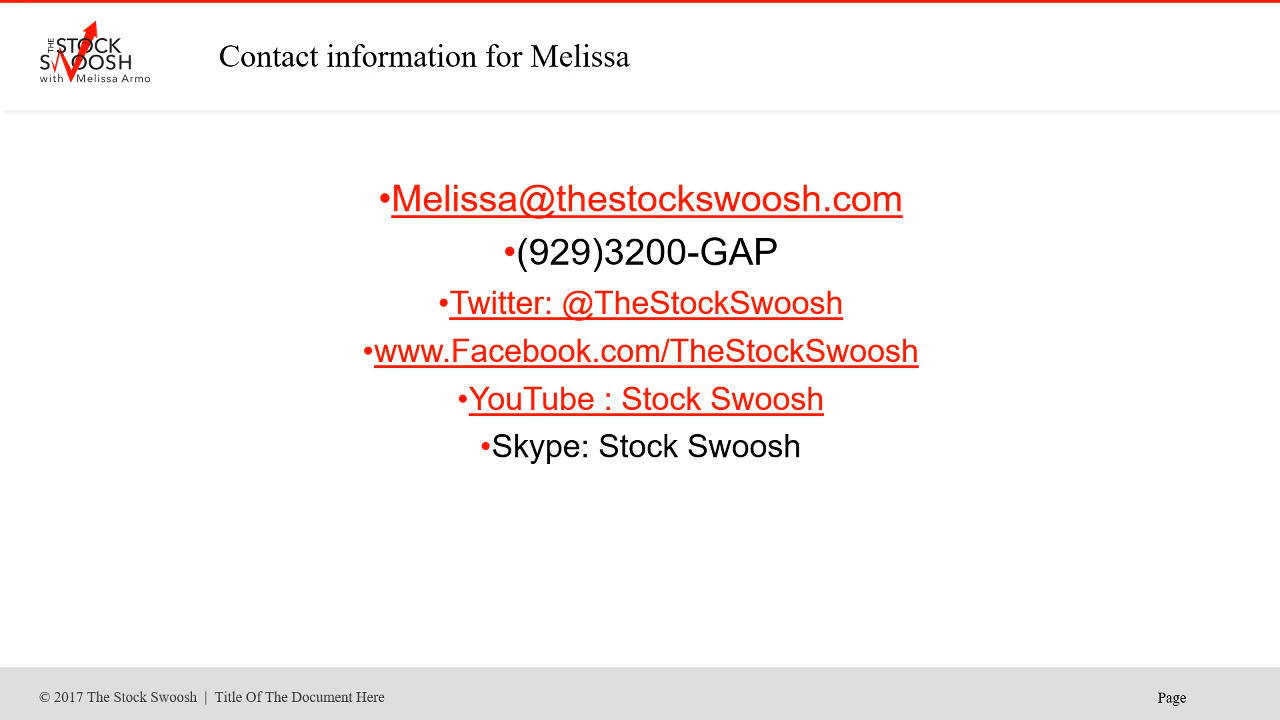 THE STOCK
SWOOSH
with Melissa Armo
Contact information for Melissa
•Melissa@thestockswoosh.com
•(929)3200-GAP
•Twitter: @TheStockSwoosh
•www.Facebook.com/TheStockSwoosh
•YouTube : Stock Swoosh
•Skype: Stock Swoosh
© 2017 The Stock Swoosh | Title Of The Document Here
Page